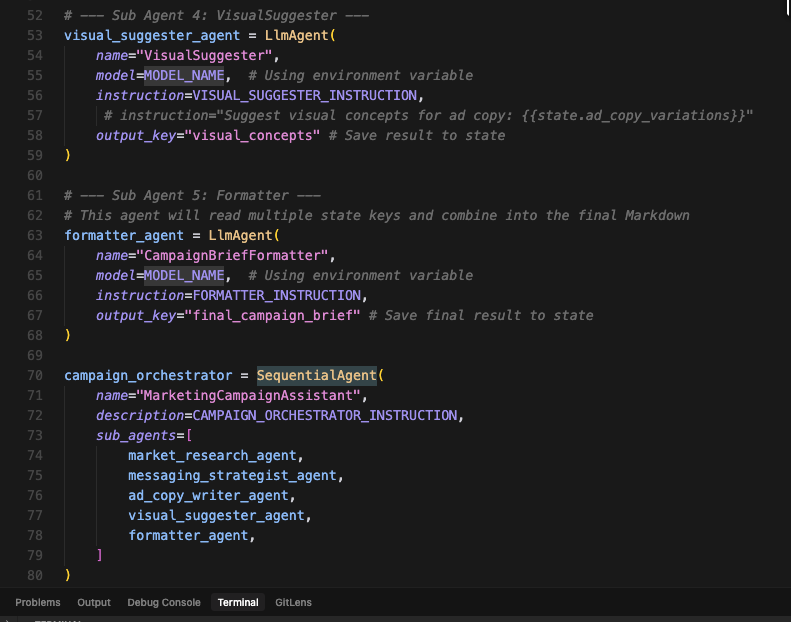 52 # --- Sub Agent 4: VisualSuggester ---
53 visual_suggester_agent = LlmAgent(
54     name="VisualSuggester",
55     model=MODEL_NAME,  # Using environment variable
56     instruction=VISUAL_SUGGESTER_INSTRUCTION,
57     # instruction="Suggest visual concepts for ad copy: {{state.ad_copy_variations}}"
58     output_key="visual_concepts" # Save result to state
59 )
60
61 # --- Sub Agent 5: Formatter ---
62 # This agent will read multiple state keys and combine into the final Markdown
63 formatter_agent = LlmAgent(
64     name="CampaignBriefFormatter",
65     model=MODEL_NAME,  # Using environment variable
66     instruction=FORMATTER_INSTRUCTION,
67     output_key="final_campaign_brief" # Save final result to state
68 )
69
70 campaign_orchestrator = SequentialAgent(
71     name="MarketingCampaignAssistant",
72     description=CAMPAIGN_ORCHESTRATOR_INSTRUCTION,
73     sub_agents=[
74         market_research_agent,
75         messaging_strategist_agent,
76         ad_copy_writer_agent,
77         visual_suggester_agent,
78         formatter_agent,
79     ]
80 )
Problems Output Debug Console Terminal GitLens